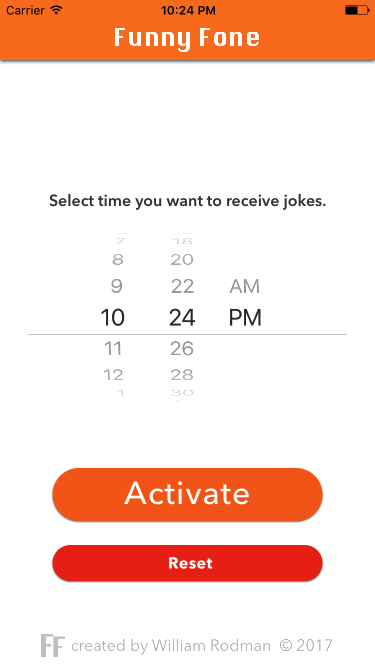 Carrier 10:24 PM
Funny Fone
Select time you want to receive jokes.
7 18
8 20
9 22 AM
10 24 PM
11 26
12 28
1 30
Activate
Reset
FF created by William Rodman © 2017